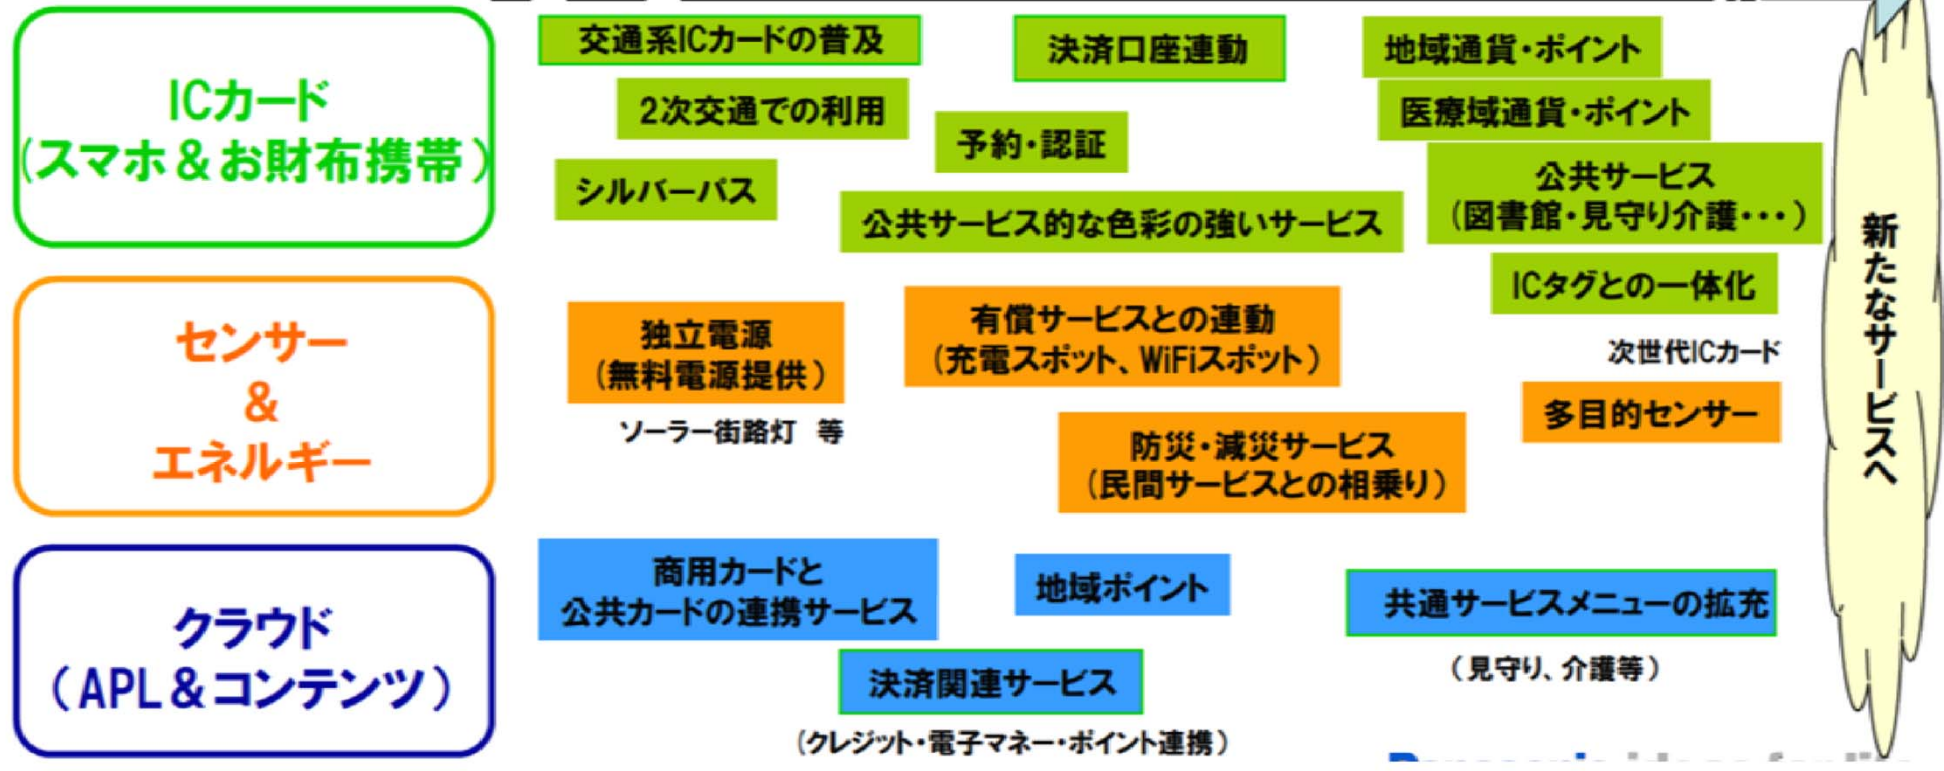 ICカード
(スマホ&お財布携帯)
交通系ICカードの普及
決済口座連動
地域通貨・ポイント
2次交通での利用
予約・認証
医療域通貨・ポイント
シルバーパス
公共サービス的な色彩の強いサービス
公共サービス
(図書館・見守り介護・・・)
ICタグとの一体化
次世代ICカード
センサー
&
エネルギー
独立電源
(無料電源提供)
ソーラー街路灯 等
有償サービスとの連動
(充電スポット、WiFiスポット)
防災・減災サービス
(民間サービスとの相乗り)
多目的センサー
クラウド
(APL&コンテンツ)
商用カードと
公共カードの連携サービス
地域ポイント
決済関連サービス
(クレジット・電子マネー・ポイント連携)
共通サービスメニューの拡充
(見守り、介護等)
新たなサービスへ